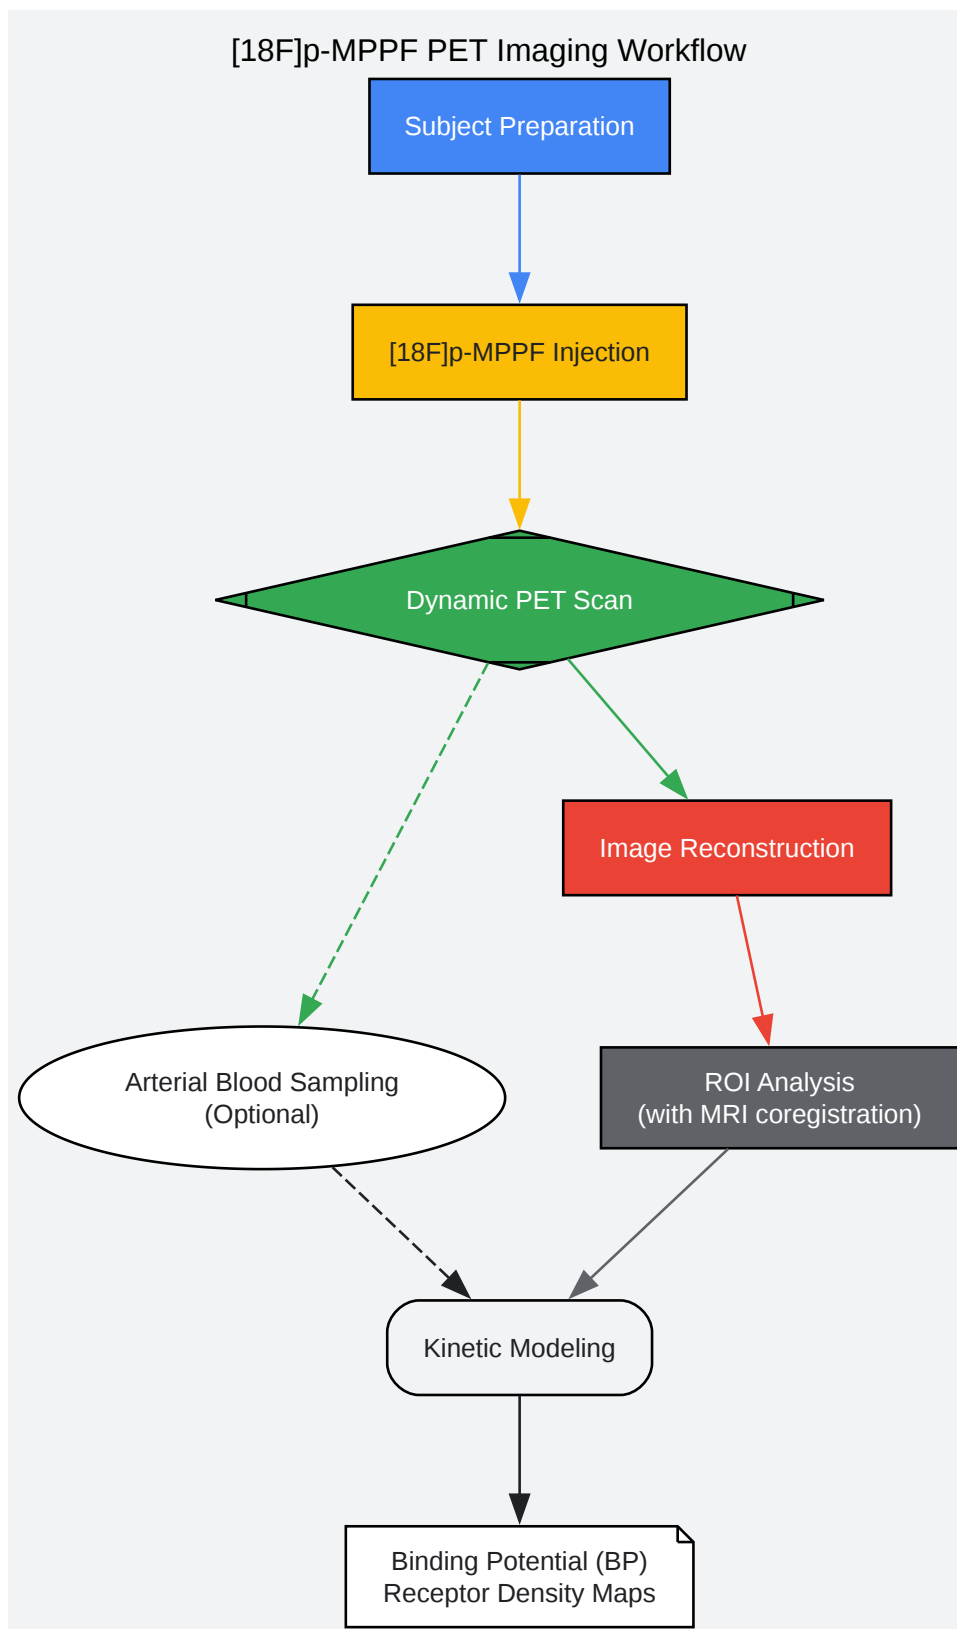 [18F]p-MPPF PET Imaging Workflow
Subject Preparation
[18F]p-MPPF Injection
Dynamic PET Scan
Image Reconstruction
Arterial Blood Sampling
(Optional)
ROI Analysis
(with MRI coregistration)
Kinetic Modeling
Binding Potential (BP)
Receptor Density Maps